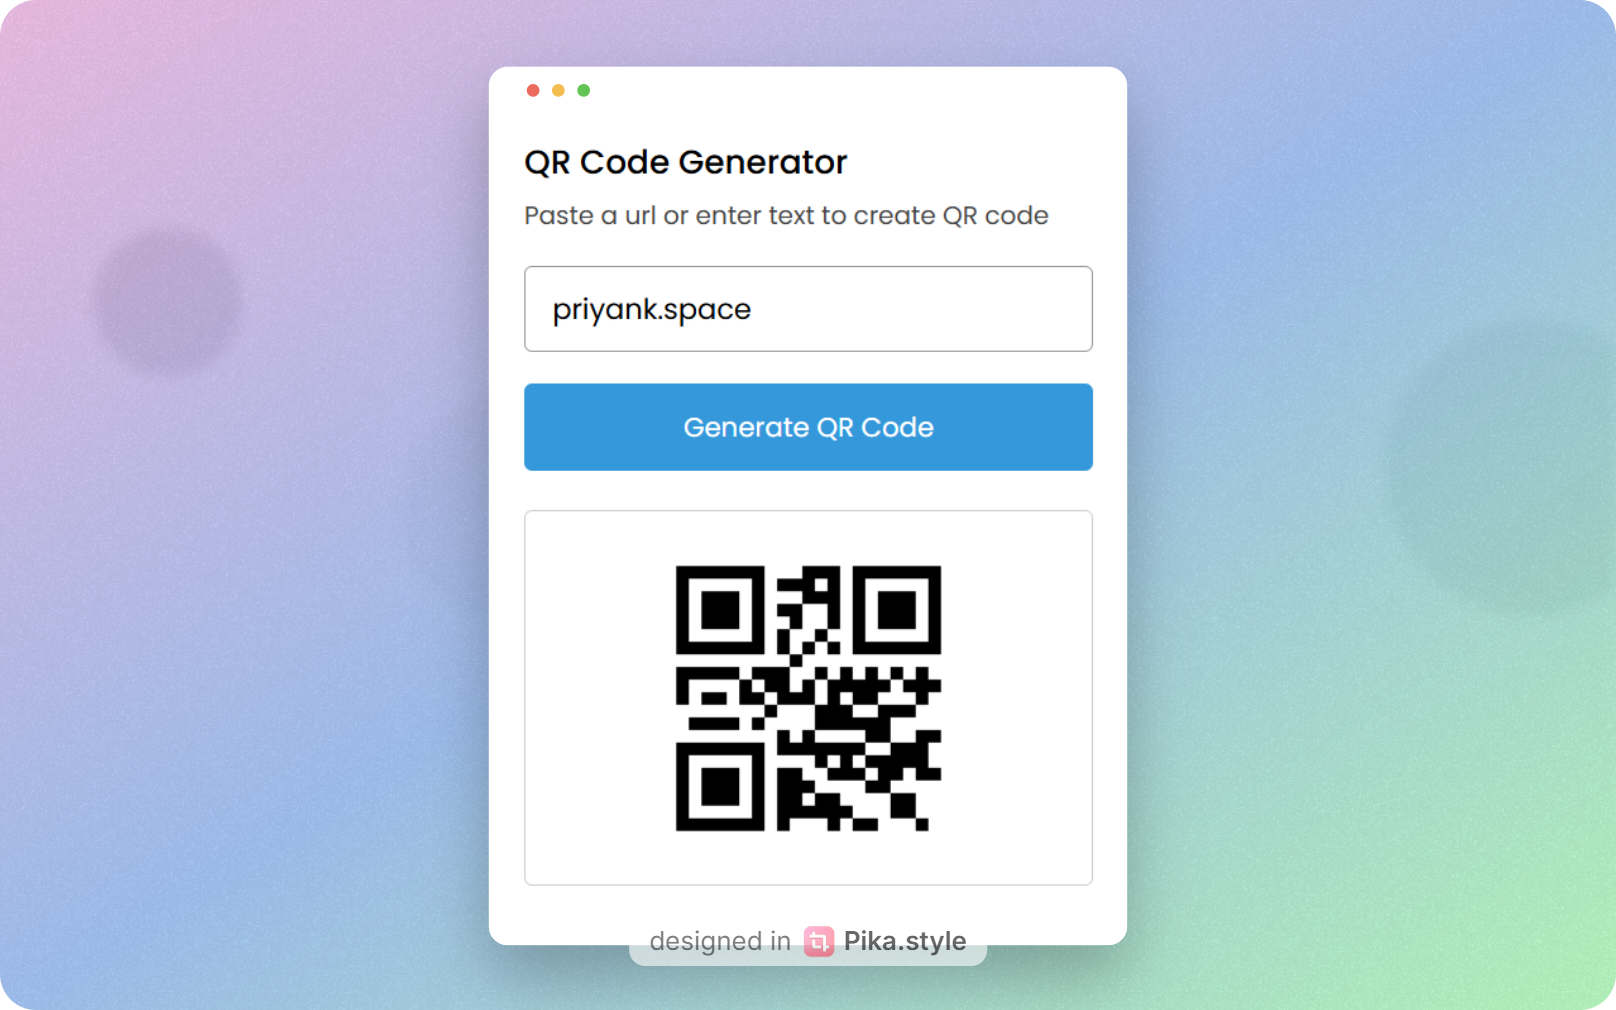 QR Code Generator
Paste a url or enter text to create QR code
priyank.space
Generate QR Code
designed in Pika.style